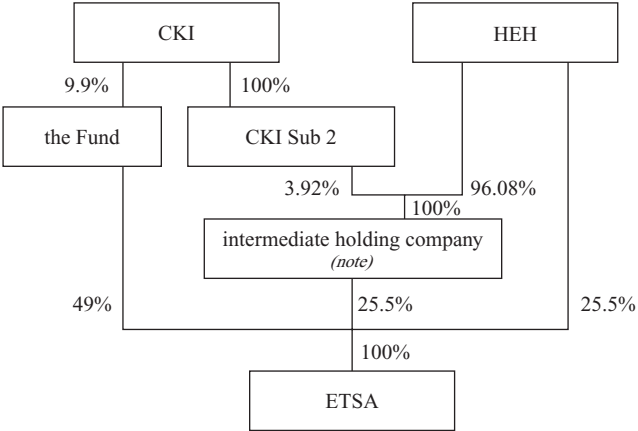 CKI
HEH
9.9%
100%
the Fund
CKI Sub 2
3.92%
96.08%
100%
intermediate holding company
(note)
49%
25.5%
25.5%
100%
ETSA